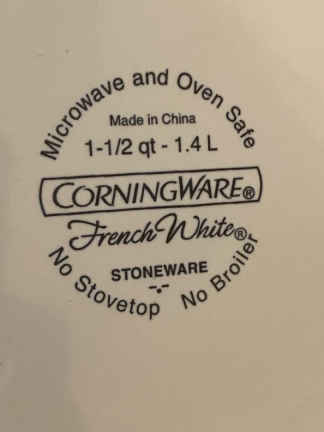 Microwave and Oven Safe
Made in China
1-1/2 qt - 1.4 L
CORNINGWARE®
French White®
STONEWARE
No Stovetop No Broiler